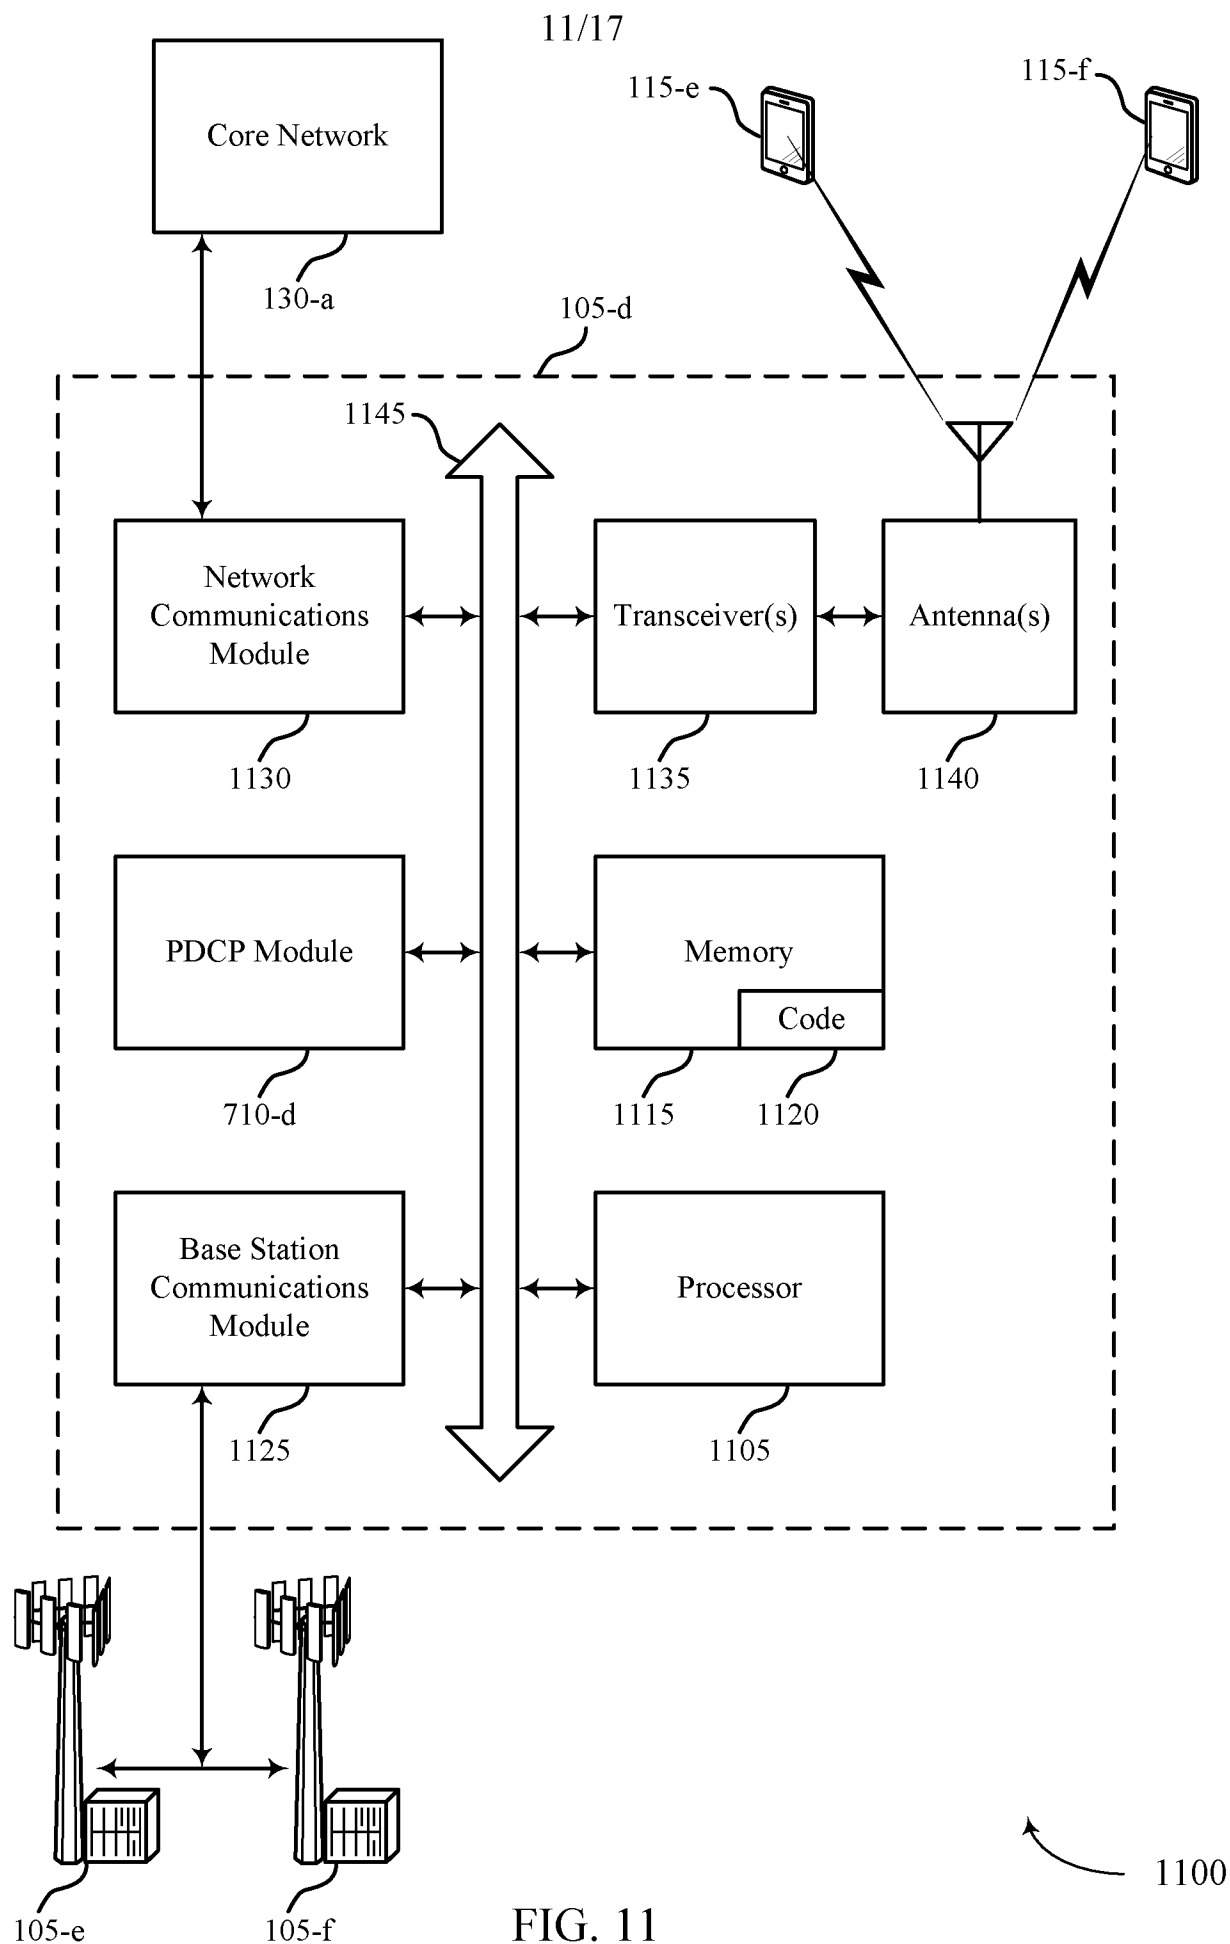 11/17
Core Network
130-a
115-e
115-f
105-d
1145
Network
Communications
Module
1130
Transceiver(s)
1135
Antenna(s)
1140
PDCP Module
710-d
Memory
Code
1115
1120
Base Station
Communications
Module
1125
Processor
1105
105-e
105-f
1100
FIG. 11